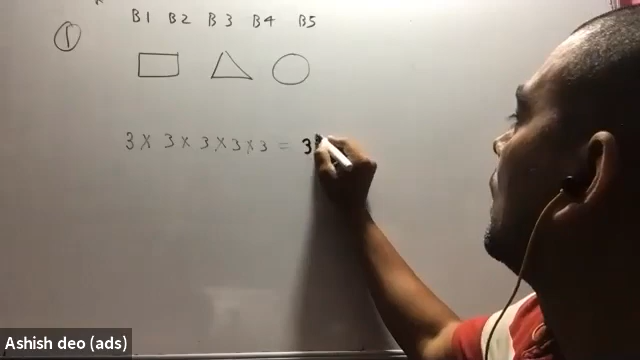 B1 B2 B3 B4 B5
1
3 × 3 × 3 × 3 × 3 = 3
Ashish deo (ads)